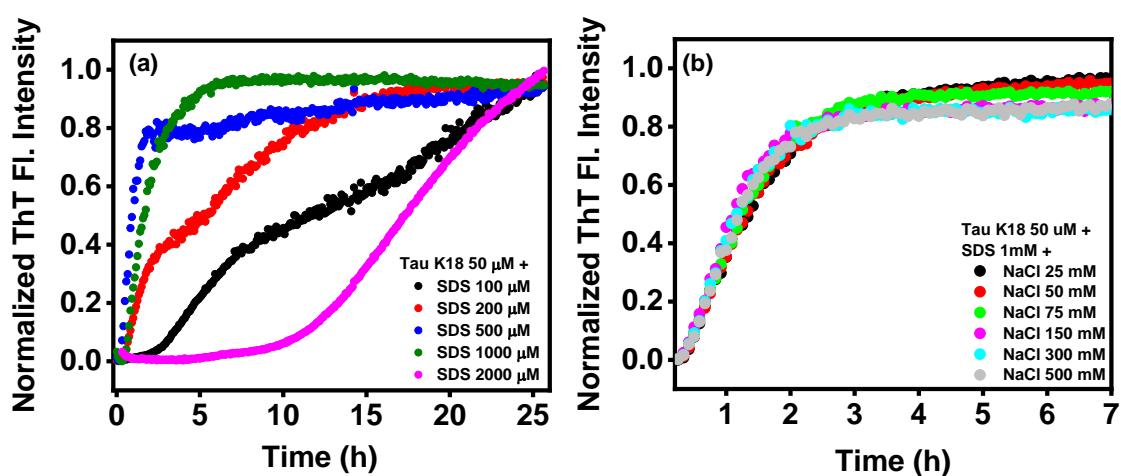 (a)
Normalized ThT Fl. Intensity
1.0
0.8
0.6
0.4
0.2
0.0
Tau K18 50 μM +
SDS 100 μM
SDS 200 μM
SDS 500 μM
SDS 1000 μM
SDS 2000 μM
0 5 10 15 20 25
Time (h)
(b)
Normalized ThT Fl. Intensity
1.0
0.8
0.6
0.4
0.2
0.0
Tau K18 50 uM +
SDS 1mM +
NaCl 25 mM
NaCl 50 mM
NaCl 75 mM
NaCl 150 mM
NaCl 300 mM
NaCl 500 mM
1 2 3 4 5 6 7
Time (h)